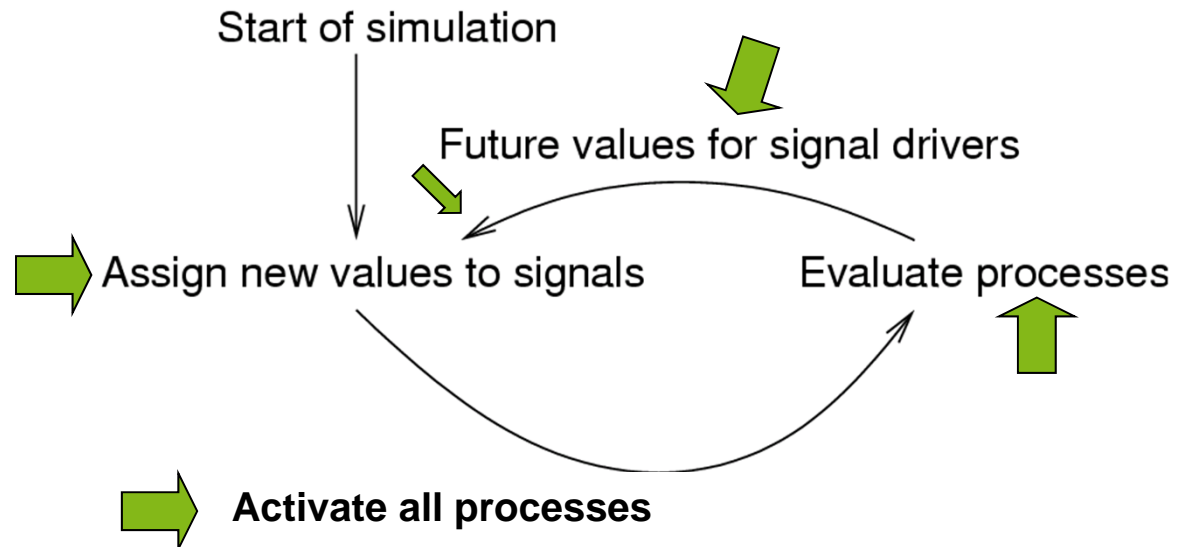 Start of simulation
Future values for signal drivers
Assign new values to signals
Evaluate processes
Activate all processes